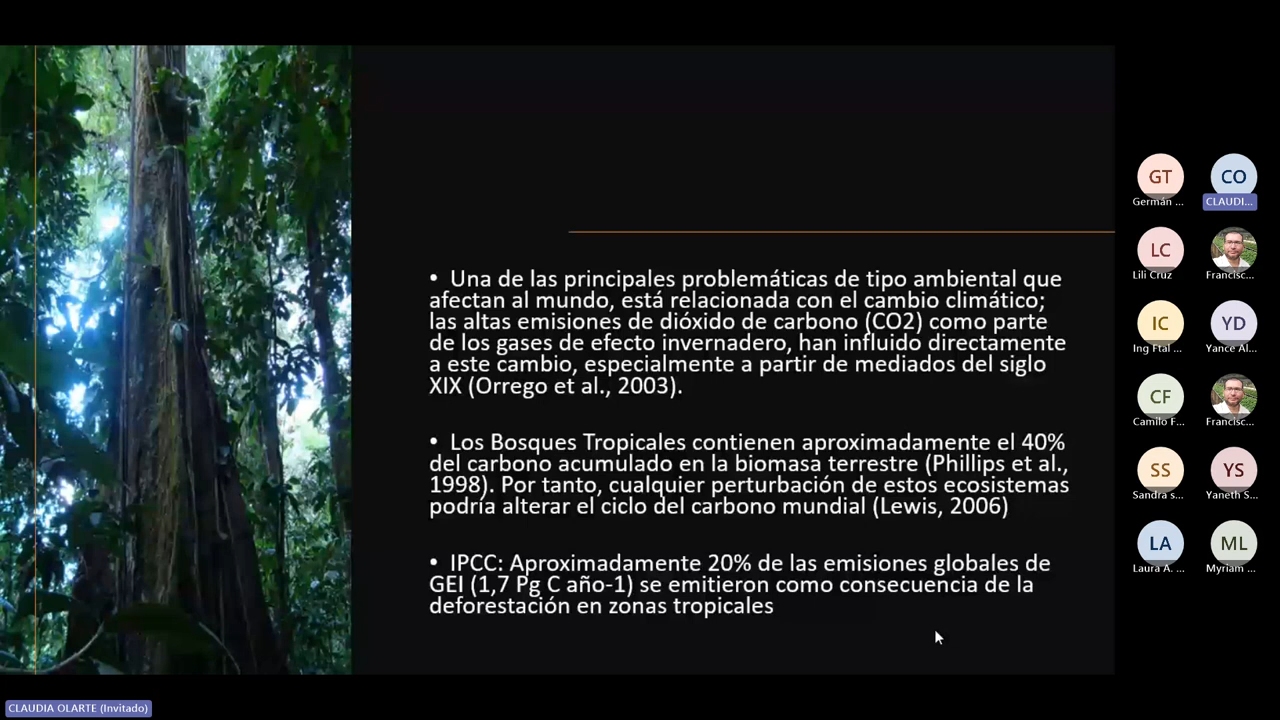 • Una de las principales problemáticas de tipo ambiental que
afectan al mundo, está relacionada con el cambio climático;
las altas emisiones de dióxido de carbono (CO2) como parte
de los gases de efecto invernadero, han influido directamente
a este cambio, especialmente a partir de mediados del siglo
XIX (Orrego et al., 2003).
• Los Bosques Tropicales contienen aproximadamente el 40%
del carbono acumulado en la biomasa terrestre (Phillips et al.,
1998). Por tanto, cualquier perturbación de estos ecosistemas
podría alterar el ciclo del carbono mundial (Lewis, 2006)
• IPCC: Aproximadamente 20% de las emisiones globales de
GEI (1,7 Pg C año-1) se emitieron como consecuencia de la
deforestación en zonas tropicales
GT
Germán ...
CO
CLAUDI...
LC
Lili Cruz
Francisc...
IC
Ing Ftal ...
YD
Yance Al...
CF
Camilo F...
Francisc...
SS
Sandra s...
YS
Yaneth S...
LA
Laura A. ...
ML
Myriam ...
CLAUDIA OLARTE (Invitado)